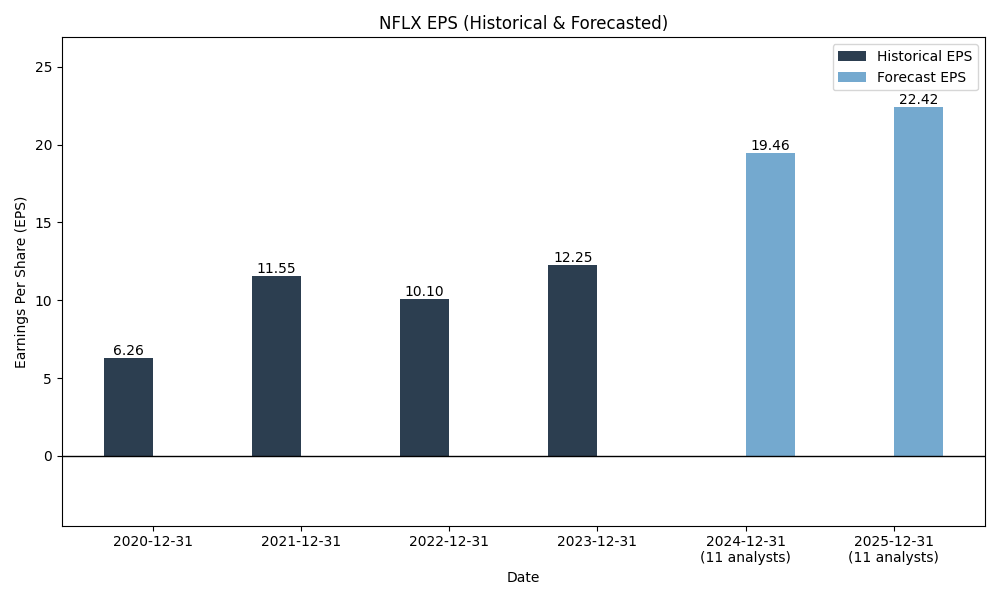 NFLX EPS (Historical & Forecasted)
Historical EPS
Forecast EPS
Earnings Per Share (EPS)
25
20
15
10
5
0
6.26
11.55
10.10
12.25
19.46
22.42
2020-12-31
2021-12-31
2022-12-31
2023-12-31
2024-12-31
(11 analysts)
2025-12-31
(11 analysts)
Date